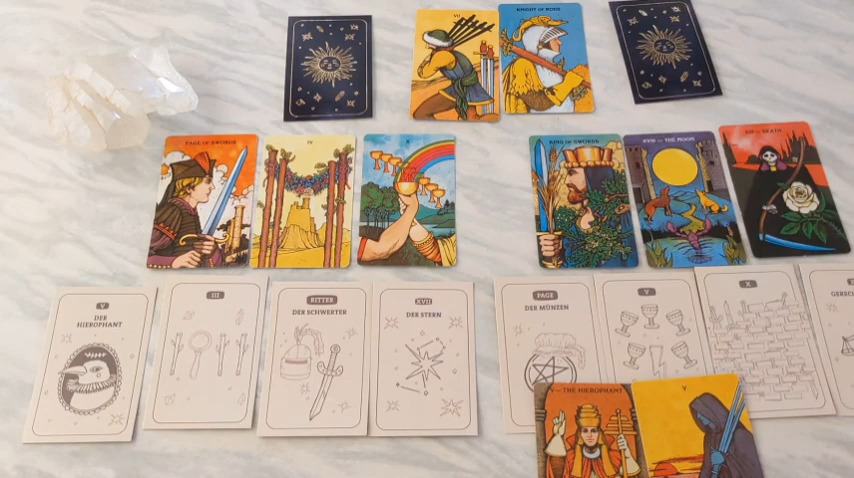 VII
KNIGHT OF RODS
PAGE OF SWORDS
IV
X
KING OF SWORDS
XVIII — THE MOON
XIII — DEATH
V
DER
HIEROPHANT
III
RITTER
DER SCHWERTER
XVII
DER STERN
PAGE
DER MÜNZEN
V
X
V — THE HIEROPHANT
V